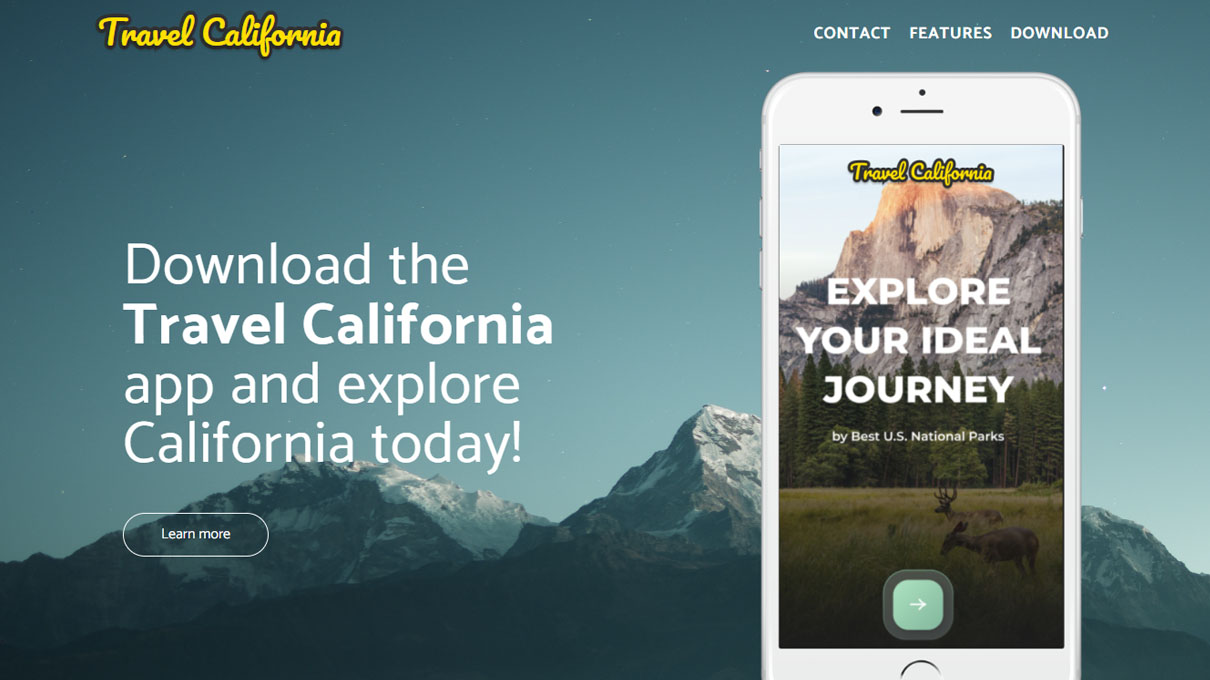 Travel California
CONTACT FEATURES DOWNLOAD
Download the
Travel California
app and explore
California today!
Learn more
Travel California
EXPLORE
YOUR IDEAL
JOURNEY
by Best U.S. National Parks